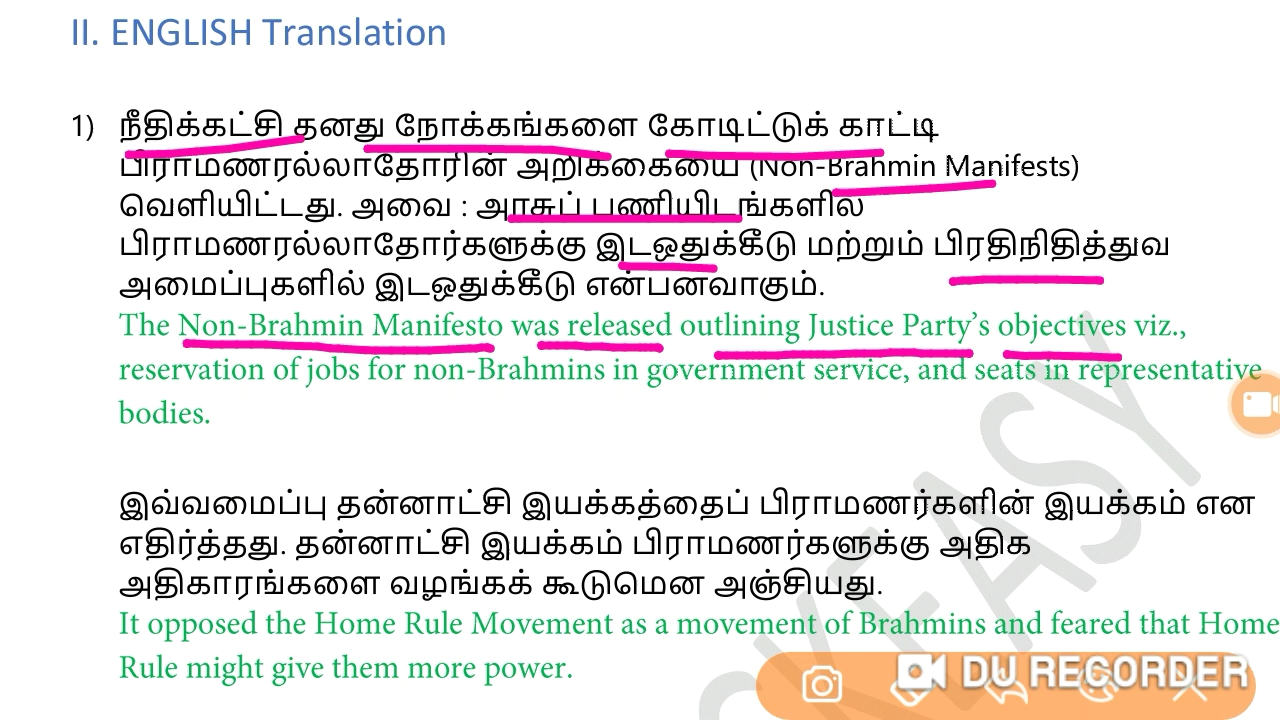 II. ENGLISH Translation
1) நீதிக்கட்சி தனது நோக்கங்களை கோடிட்டுக் காட்டி
பிராமணரல்லாதோரின் அறிக்கையை (Non-Brahmin Manifests)
வெளியிட்டது. அவை : அரசுப் பணியிடங்களில்
பிராமணரல்லாதோர்களுக்கு இடஒதுக்கீடு மற்றும் பிரதிநிதித்துவ
அமைப்புகளில் இடஒதுக்கீடு என்பனவாகும்.
The Non-Brahmin Manifesto was released outlining Justice Party’s objectives viz.,
reservation of jobs for non-Brahmins in government service, and seats in representative
bodies.
இவ்வமைப்பு தன்னாட்சி இயக்கத்தைப் பிராமணர்களின் இயக்கம் என
எதிர்த்தது. தன்னாட்சி இயக்கம் பிராமணர்களுக்கு அதிக
அதிகாரங்களை வழங்கக் கூடுமென அஞ்சியது.
It opposed the Home Rule Movement as a movement of Brahmins and feared that Home
Rule might give them more power.
DU RECORDER